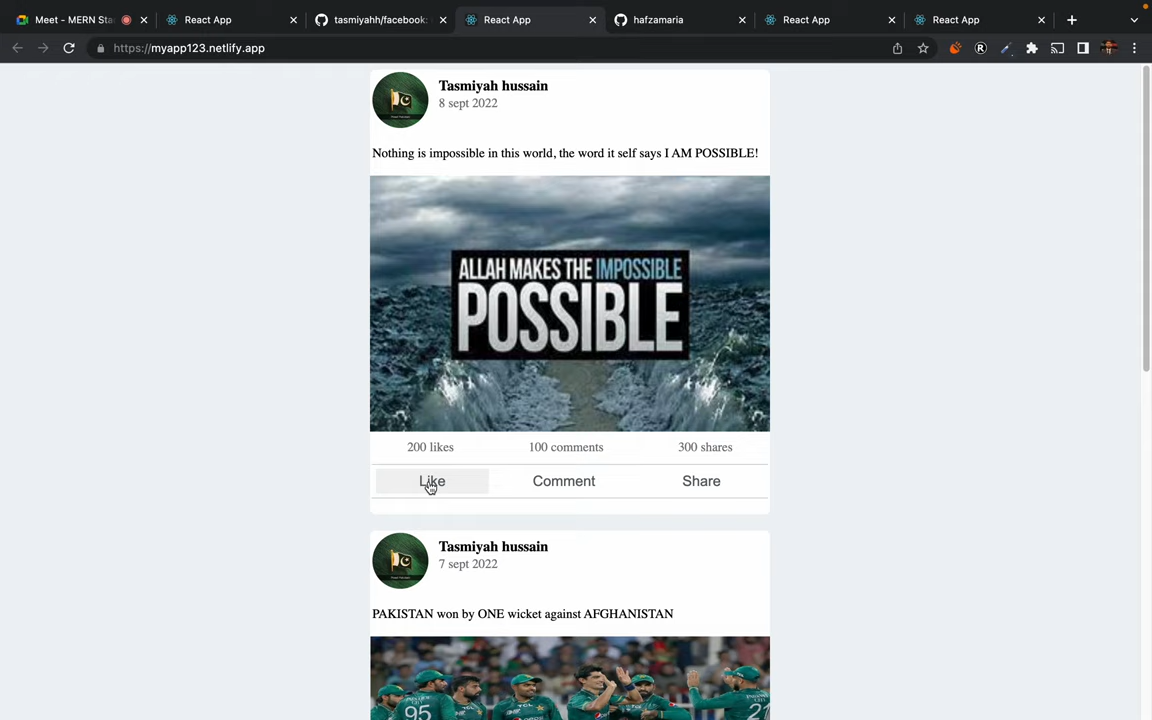 Meet - MERN Sta
React App
tasmiyahh/facebook:
React App
hafzamaria
React App
React App
https://myapp123.netlify.app
Tasmiyah hussain
8 sept 2022
Nothing is impossible in this world, the word it self says I AM POSSIBLE!
ALLAH MAKES THE IMPOSSIBLE
POSSIBLE
200 likes
100 comments
300 shares
Like
Comment
Share
Tasmiyah hussain
7 sept 2022
PAKISTAN won by ONE wicket against AFGHANISTAN
95
27